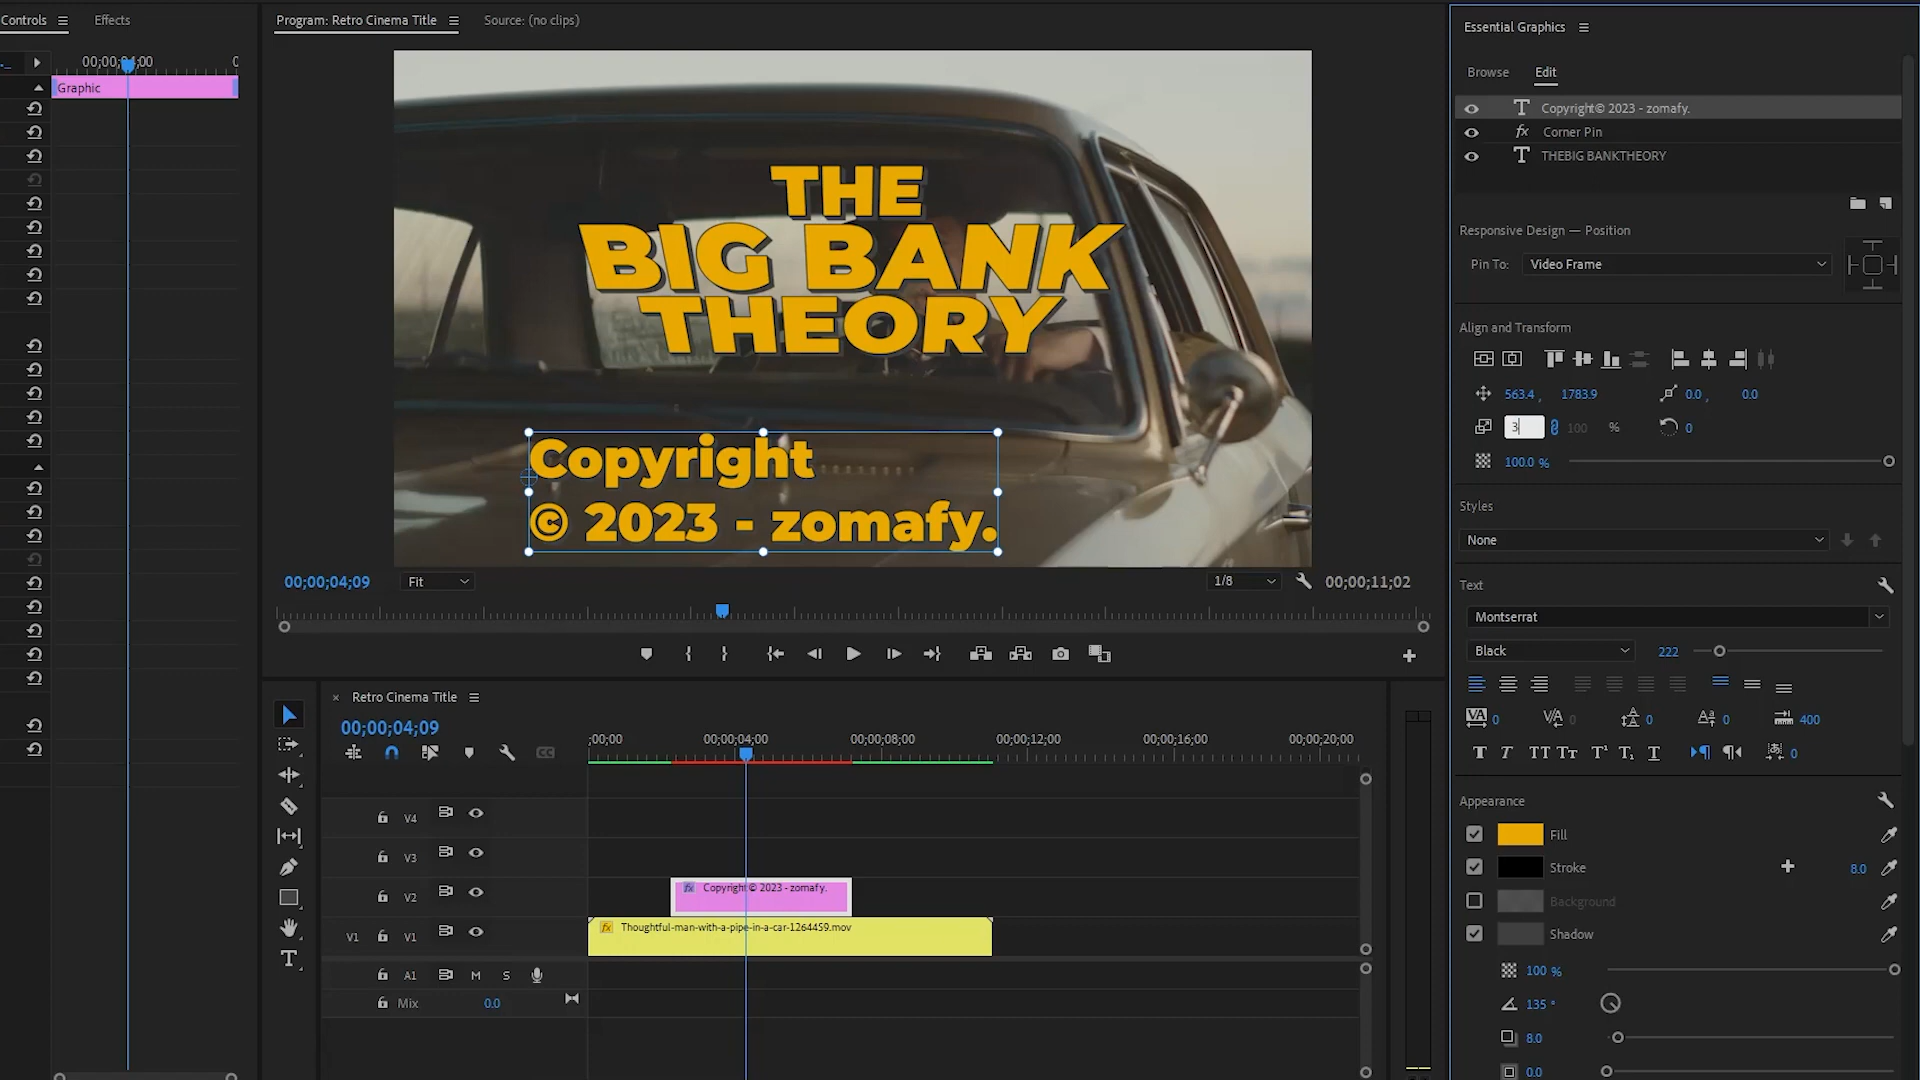 Controls
Effects
00;00;04;00
0
Graphic
Program: Retro Cinema Title
Source: (no clips)
THE
BIG BANK
THEORY
Copyright
© 2023 - zomafy.
00;00;04;09
Fit
1/8
00;00;11;02
Retro Cinema Title
00;00;04;09
;00;00
00;00;04;00
00;00;08;00
00;00;12;00
00;00;16;00
00;00;20;00
V4
V3
V2
Copyright© 2023 - zomafy.
V1
V1
Thoughtful-man-with-a-pipe-in-a-car-1264459.mov
A1
M
S
Mix
0.0
Essential Graphics
Browse
Edit
Copyright© 2023 - zomafy.
Corner Pin
THEBIG BANKTHEORY
Responsive Design — Position
Pin To:
Video Frame
Align and Transform
563.4 ,
1783.9
0.0 ,
0.0
3
100
%
0
100.0 %
Styles
None
Text
Montserrat
Black
222
0
0
0
0
400
0
Appearance
Fill
Stroke
8.0
Background
Shadow
100 %
135 °
8.0
0.0